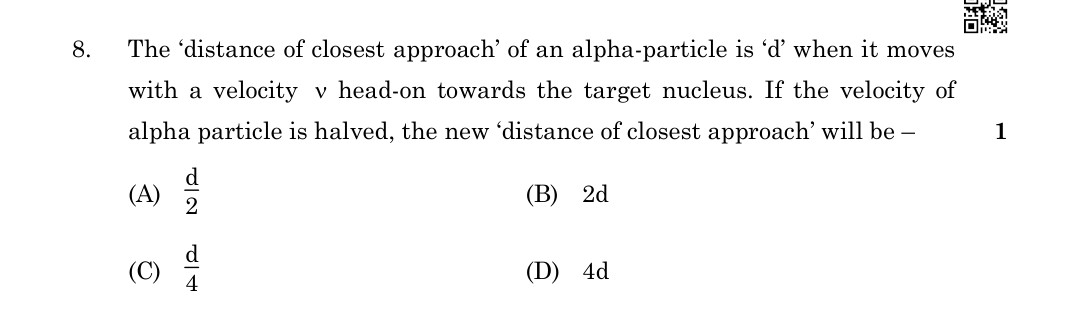 8. The ‘distance of closest approach’ of an alpha-particle is ‘d’ when it moves
with a velocity ν head-on towards the target nucleus. If the velocity of
alpha particle is halved, the new ‘distance of closest approach’ will be – 1
(A) d/2 (B) 2d
(C) d/4 (D) 4d